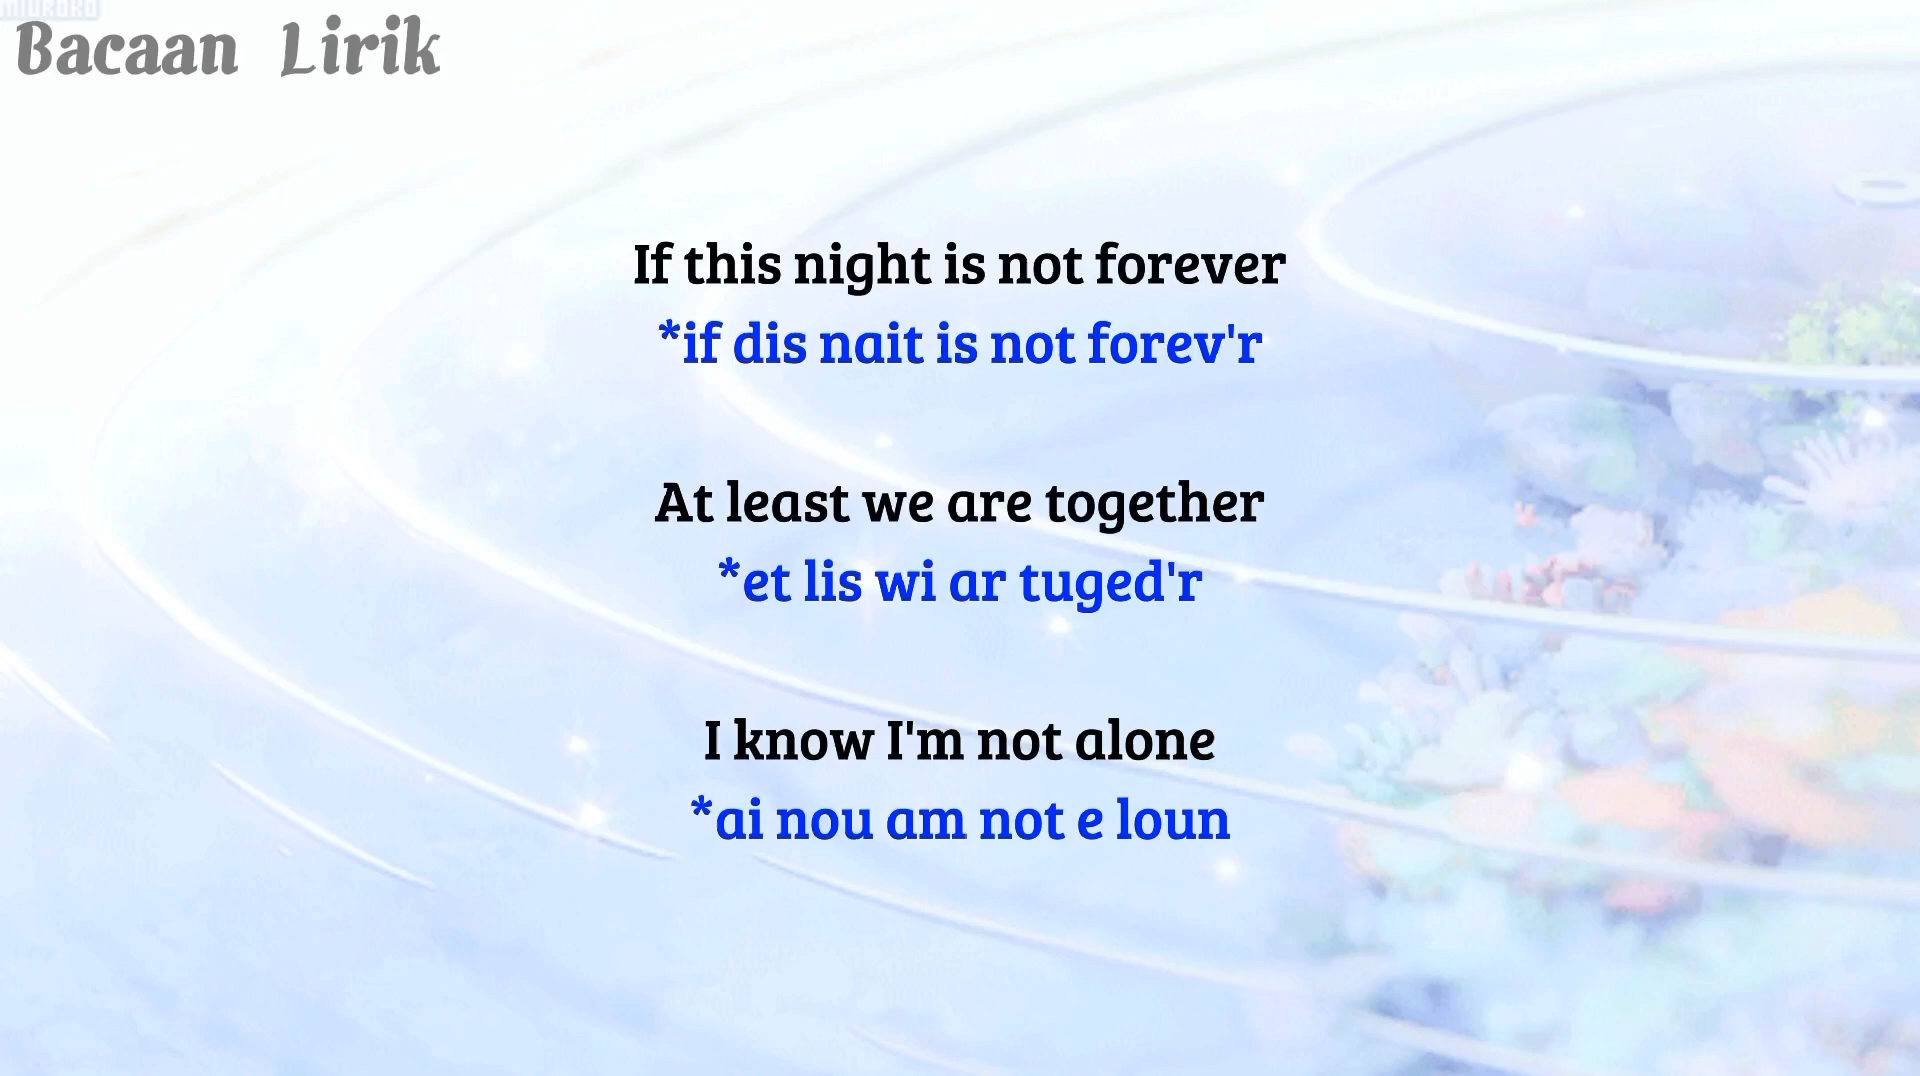 Bacaan Lirik
If this night is not forever
*if dis nait is not forev'r
At least we are together
*et lis wi ar tuged'r
I know I'm not alone
*ai nou am not e loun